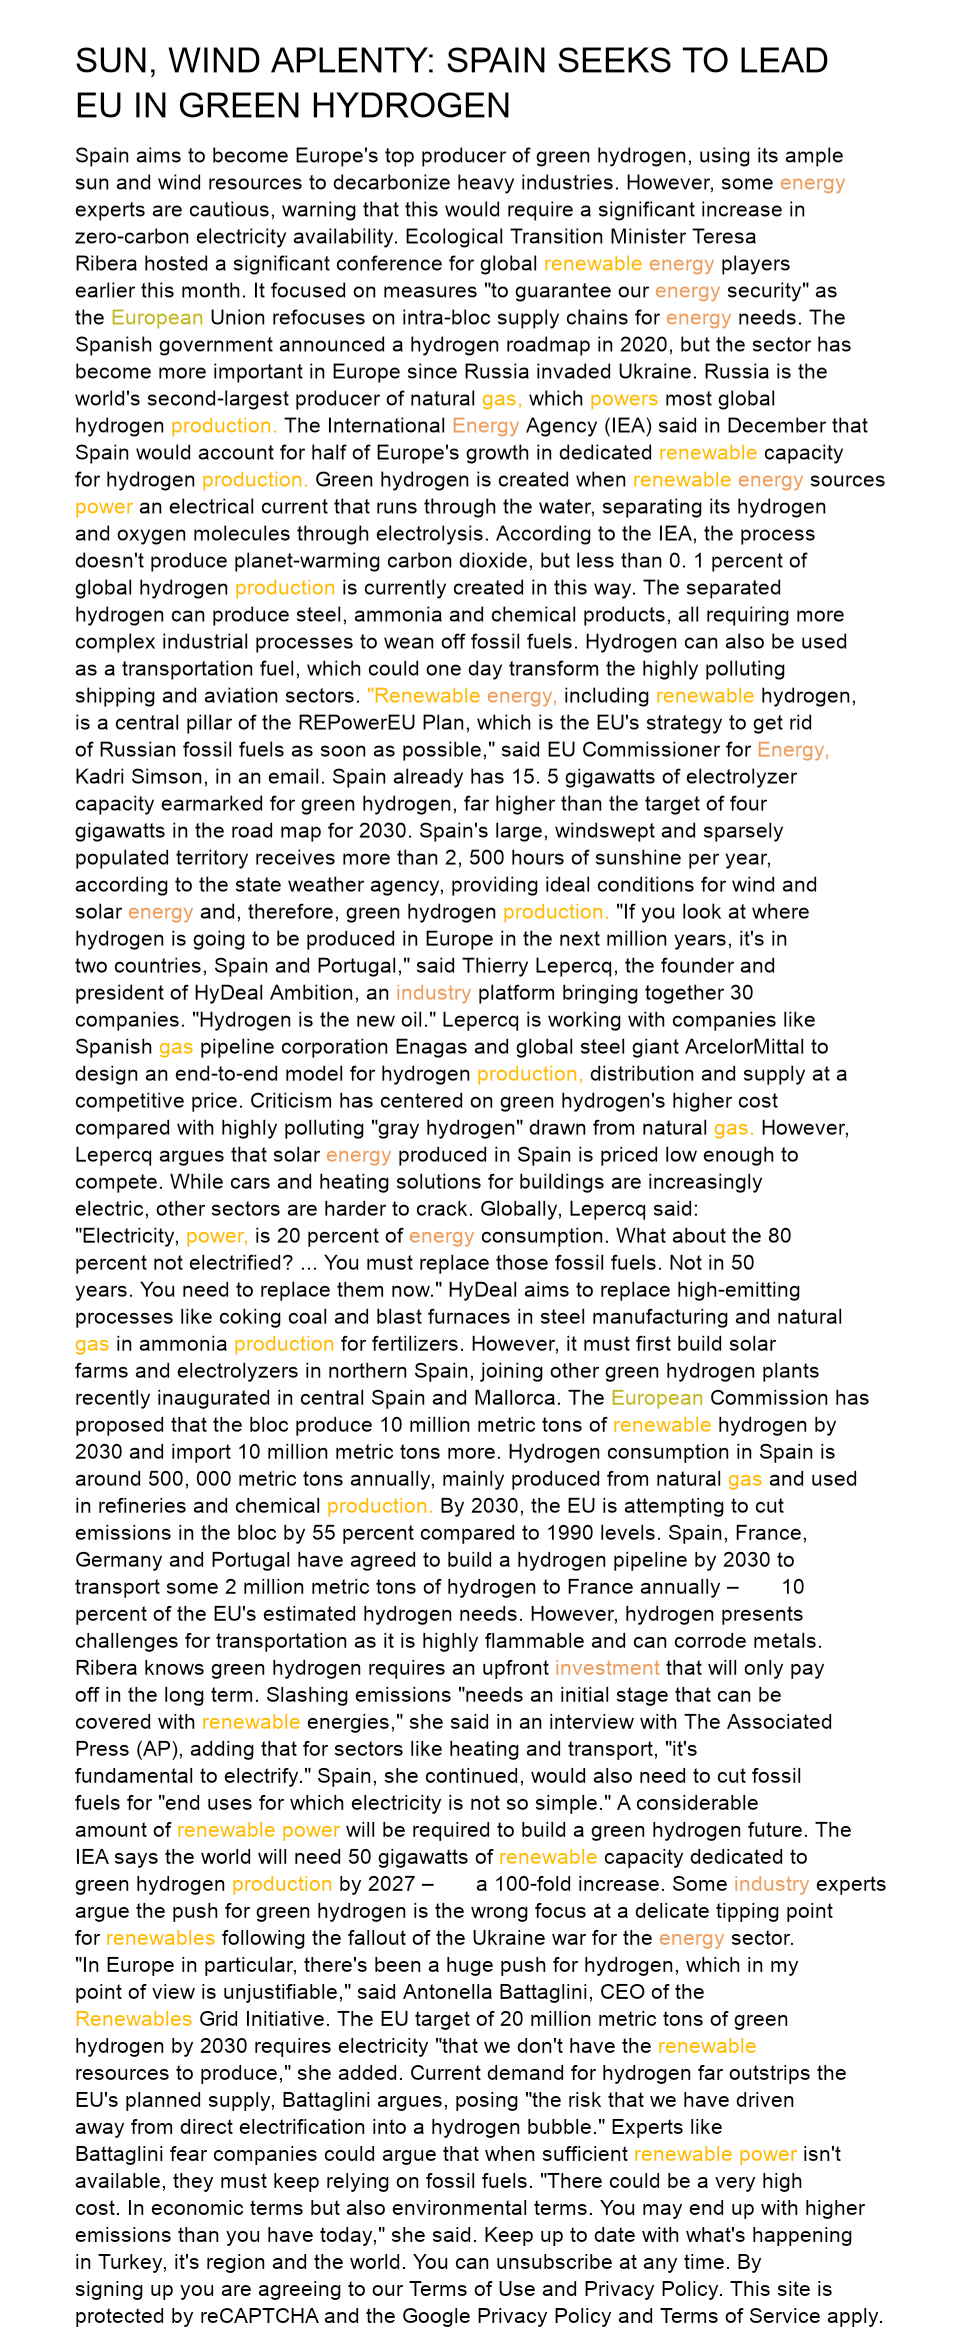 SUN, WIND APLENTY: SPAIN SEEKS TO LEAD
EU IN GREEN HYDROGEN
Spain aims to become Europe's top producer of green hydrogen, using its ample
sun and wind resources to decarbonize heavy industries. However, some energy
experts are cautious, warning that this would require a significant increase in
zero-carbon electricity availability. Ecological Transition Minister Teresa
Ribera hosted a significant conference for global renewable energy players
earlier this month. It focused on measures "to guarantee our energy security" as
the European Union refocuses on intra-bloc supply chains for energy needs. The
Spanish government announced a hydrogen roadmap in 2020, but the sector has
become more important in Europe since Russia invaded Ukraine. Russia is the
world's second-largest producer of natural gas, which powers most global
hydrogen production. The International Energy Agency (IEA) said in December that
Spain would account for half of Europe's growth in dedicated renewable capacity
for hydrogen production. Green hydrogen is created when renewable energy sources
power an electrical current that runs through the water, separating its hydrogen
and oxygen molecules through electrolysis. According to the IEA, the process
doesn't produce planet-warming carbon dioxide, but less than 0. 1 percent of
global hydrogen production is currently created in this way. The separated
hydrogen can produce steel, ammonia and chemical products, all requiring more
complex industrial processes to wean off fossil fuels. Hydrogen can also be used
as a transportation fuel, which could one day transform the highly polluting
shipping and aviation sectors. "Renewable energy, including renewable hydrogen,
is a central pillar of the REPowerEU Plan, which is the EU's strategy to get rid
of Russian fossil fuels as soon as possible," said EU Commissioner for Energy,
Kadri Simson, in an email. Spain already has 15. 5 gigawatts of electrolyzer
capacity earmarked for green hydrogen, far higher than the target of four
gigawatts in the road map for 2030. Spain's large, windswept and sparsely
populated territory receives more than 2, 500 hours of sunshine per year,
according to the state weather agency, providing ideal conditions for wind and
solar energy and, therefore, green hydrogen production. "If you look at where
hydrogen is going to be produced in Europe in the next million years, it's in
two countries, Spain and Portugal," said Thierry Lepercq, the founder and
president of HyDeal Ambition, an industry platform bringing together 30
companies. "Hydrogen is the new oil." Lepercq is working with companies like
Spanish gas pipeline corporation Enagas and global steel giant ArcelorMittal to
design an end-to-end model for hydrogen production, distribution and supply at a
competitive price. Criticism has centered on green hydrogen's higher cost
compared with highly polluting "gray hydrogen" drawn from natural gas. However,
Lepercq argues that solar energy produced in Spain is priced low enough to
compete. While cars and heating solutions for buildings are increasingly
electric, other sectors are harder to crack. Globally, Lepercq said:
"Electricity, power, is 20 percent of energy consumption. What about the 80
percent not electrified? ... You must replace those fossil fuels. Not in 50
years. You need to replace them now." HyDeal aims to replace high-emitting
processes like coking coal and blast furnaces in steel manufacturing and natural
gas in ammonia production for fertilizers. However, it must first build solar
farms and electrolyzers in northern Spain, joining other green hydrogen plants
recently inaugurated in central Spain and Mallorca. The European Commission has
proposed that the bloc produce 10 million metric tons of renewable hydrogen by
2030 and import 10 million metric tons more. Hydrogen consumption in Spain is
around 500, 000 metric tons annually, mainly produced from natural gas and used
in refineries and chemical production. By 2030, the EU is attempting to cut
emissions in the bloc by 55 percent compared to 1990 levels. Spain, France,
Germany and Portugal have agreed to build a hydrogen pipeline by 2030 to
transport some 2 million metric tons of hydrogen to France annually – 10
percent of the EU's estimated hydrogen needs. However, hydrogen presents
challenges for transportation as it is highly flammable and can corrode metals.
Ribera knows green hydrogen requires an upfront investment that will only pay
off in the long term. Slashing emissions "needs an initial stage that can be
covered with renewable energies," she said in an interview with The Associated
Press (AP), adding that for sectors like heating and transport, "it's
fundamental to electrify." Spain, she continued, would also need to cut fossil
fuels for "end uses for which electricity is not so simple." A considerable
amount of renewable power will be required to build a green hydrogen future. The
IEA says the world will need 50 gigawatts of renewable capacity dedicated to
green hydrogen production by 2027 – a 100-fold increase. Some industry experts
argue the push for green hydrogen is the wrong focus at a delicate tipping point
for renewables following the fallout of the Ukraine war for the energy sector.
"In Europe in particular, there's been a huge push for hydrogen, which in my
point of view is unjustifiable," said Antonella Battaglini, CEO of the
Renewables Grid Initiative. The EU target of 20 million metric tons of green
hydrogen by 2030 requires electricity "that we don't have the renewable
resources to produce," she added. Current demand for hydrogen far outstrips the
EU's planned supply, Battaglini argues, posing "the risk that we have driven
away from direct electrification into a hydrogen bubble." Experts like
Battaglini fear companies could argue that when sufficient renewable power isn't
available, they must keep relying on fossil fuels. "There could be a very high
cost. In economic terms but also environmental terms. You may end up with higher
emissions than you have today," she said. Keep up to date with what's happening
in Turkey, it's region and the world. You can unsubscribe at any time. By
signing up you are agreeing to our Terms of Use and Privacy Policy. This site is
protected by reCAPTCHA and the Google Privacy Policy and Terms of Service apply.